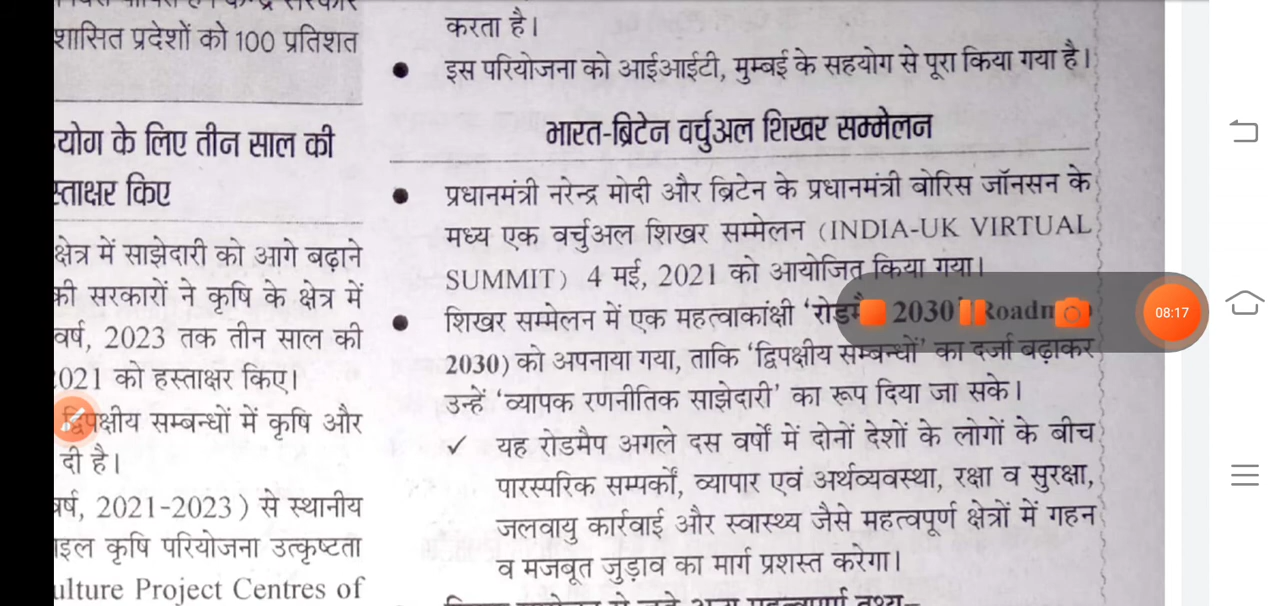 शासित प्रदेशों को 100 प्रतिशत
योग के लिए तीन साल की
स्ताक्षर किए
क्षेत्र में साझेदारी को आगे बढ़ाने
की सरकारों ने कृषि के क्षेत्र में
वर्ष, 2023 तक तीन साल की
2021 को हस्ताक्षर किए।
द्विपक्षीय सम्बन्धों में कृषि और
दी है।
वर्ष, 2021-2023) से स्थानीय
इल कृषि परियोजना उत्कृष्टता
ulture Project Centres of
करता है।
● इस परियोजना को आईआईटी, मुम्बई के सहयोग से पूरा किया गया है।
भारत-ब्रिटेन वर्चुअल शिखर सम्मेलन
● प्रधानमंत्री नरेन्द्र मोदी और ब्रिटेन के प्रधानमंत्री बोरिस जॉनसन के
मध्य एक वर्चुअल शिखर सम्मेलन (INDIA-UK VIRTUAL
SUMMIT) 4 मई, 2021 को आयोजित किया गया।
● शिखर सम्मेलन में एक महत्वाकांक्षी 2030
2030) को अपनाया गया, ताकि 'द्विपक्षीय सम्बन्धों' का दर्जा बढ़ाकर
उन्हें 'व्यापक रणनीतिक साझेदारी' का रूप दिया जा सके।
✓ यह रोडमैप अगले दस वर्षों में दोनों देशों के लोगों के बीच
पारस्परिक सम्पर्कों, व्यापार एवं अर्थव्यवस्था, रक्षा व सुरक्षा,
जलवायु कार्रवाई और स्वास्थ्य जैसे महत्वपूर्ण क्षेत्रों में गहन
व मजबूत जुड़ाव का मार्ग प्रशस्त करेगा।
08:17